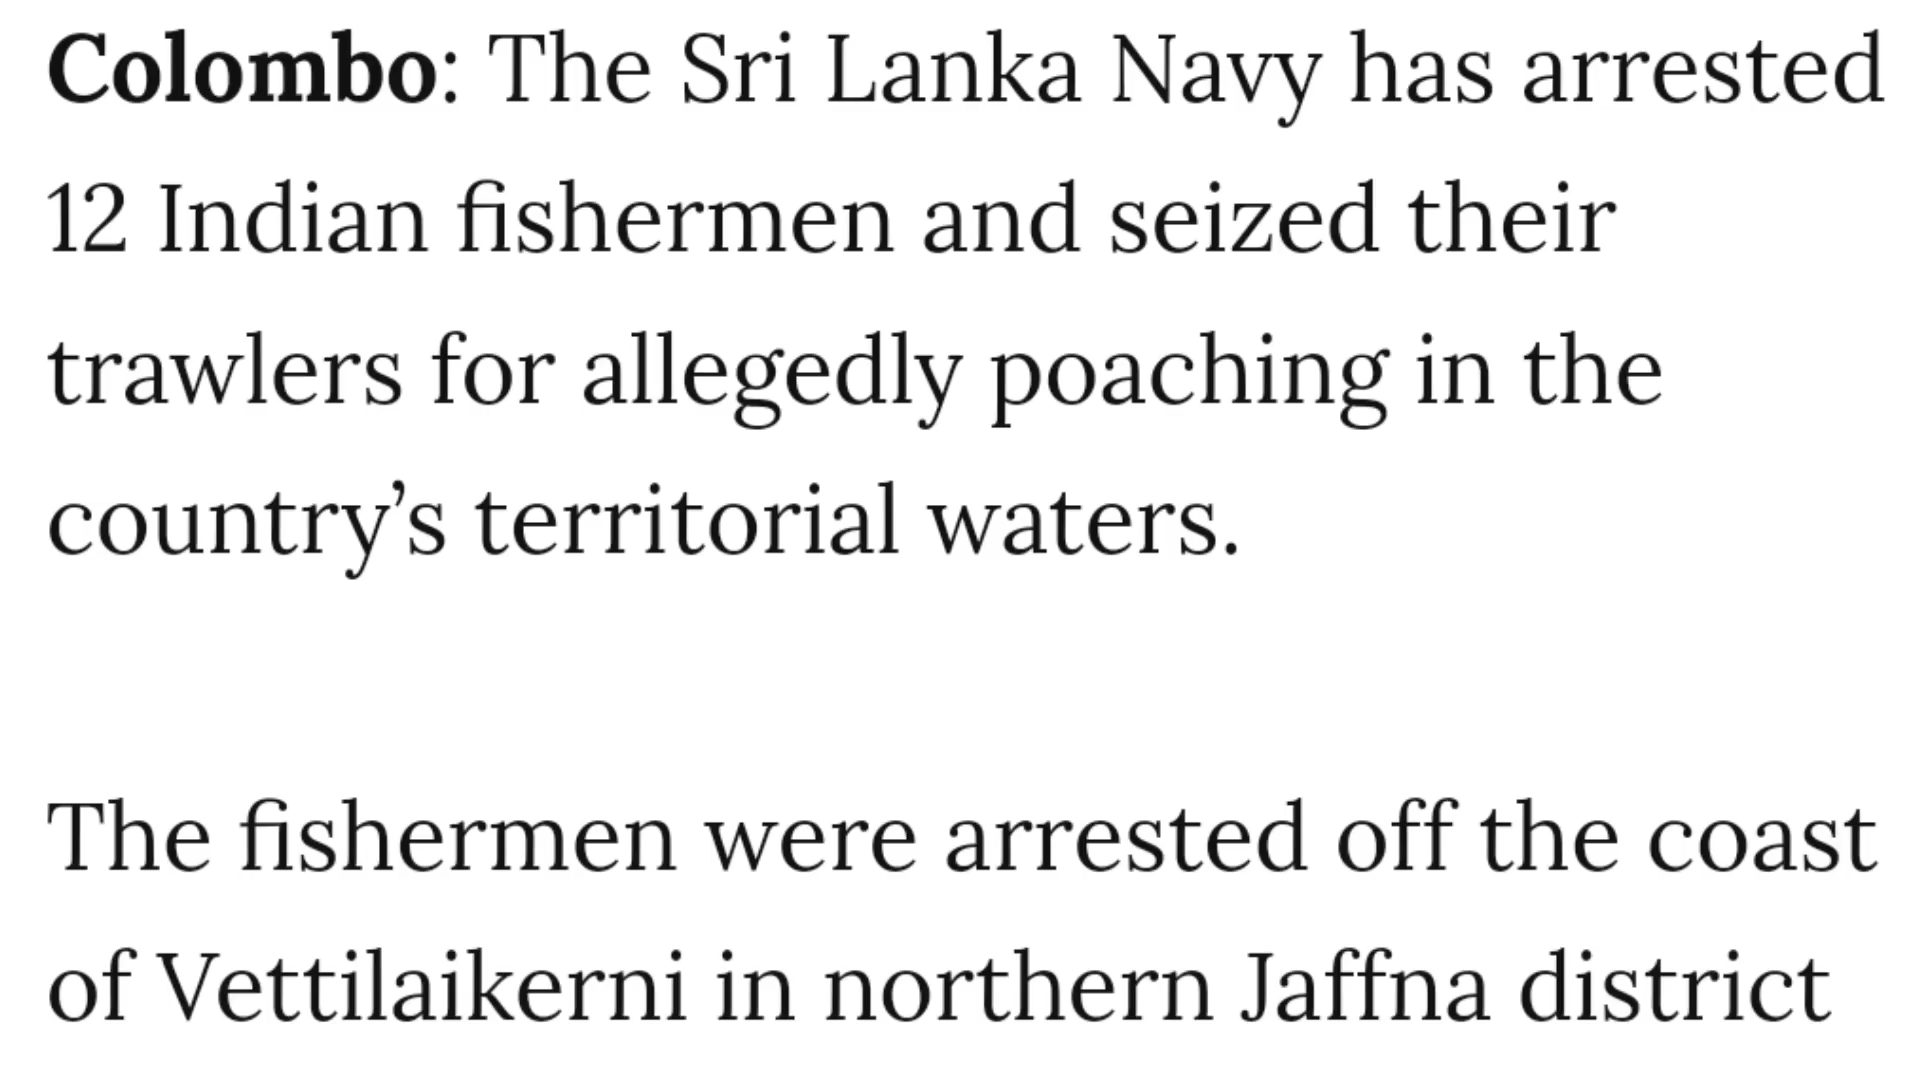 Colombo: The Sri Lanka Navy has arrested
12 Indian fishermen and seized their
trawlers for allegedly poaching in the
country’s territorial waters.
The fishermen were arrested off the coast
of Vettilaikerni in northern Jaffna district